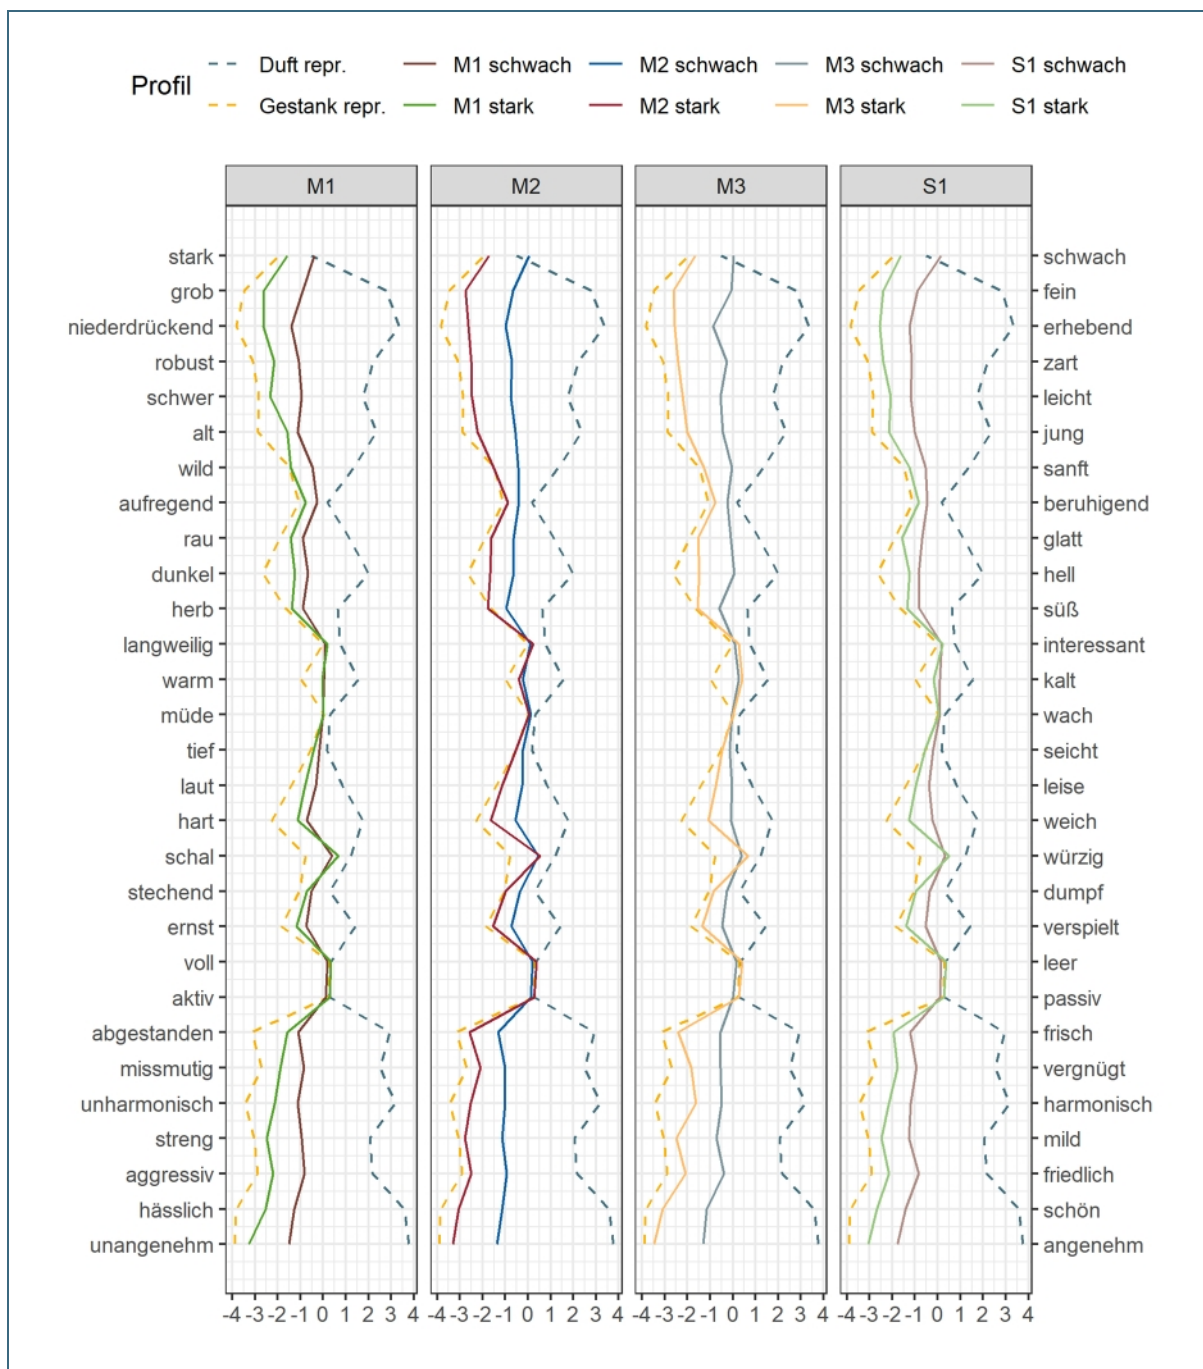 Profil
Duft repr. M1 schwach M2 schwach M3 schwach S1 schwach
Gestank repr. M1 stark M2 stark M3 stark S1 stark
M1 M2 M3 S1
stark schwach
grob fein
niederdrückend erhebend
robust zart
schwer leicht
alt jung
wild sanft
aufregend beruhigend
rau glatt
dunkel hell
herb süß
langweilig interessant
warm kalt
müde wach
tief seicht
laut leise
hart weich
schal würzig
stechend dumpf
ernst verspielt
voll leer
aktiv passiv
abgestanden frisch
missmutig vergnügt
unharmonisch harmonisch
streng mild
aggressiv friedlich
hässlich schön
unangenehm angenehm
-4 -3 -2 -1 0 1 2 3 4 -4 -3 -2 -1 0 1 2 3 4 -4 -3 -2 -1 0 1 2 3 4 -4 -3 -2 -1 0 1 2 3 4